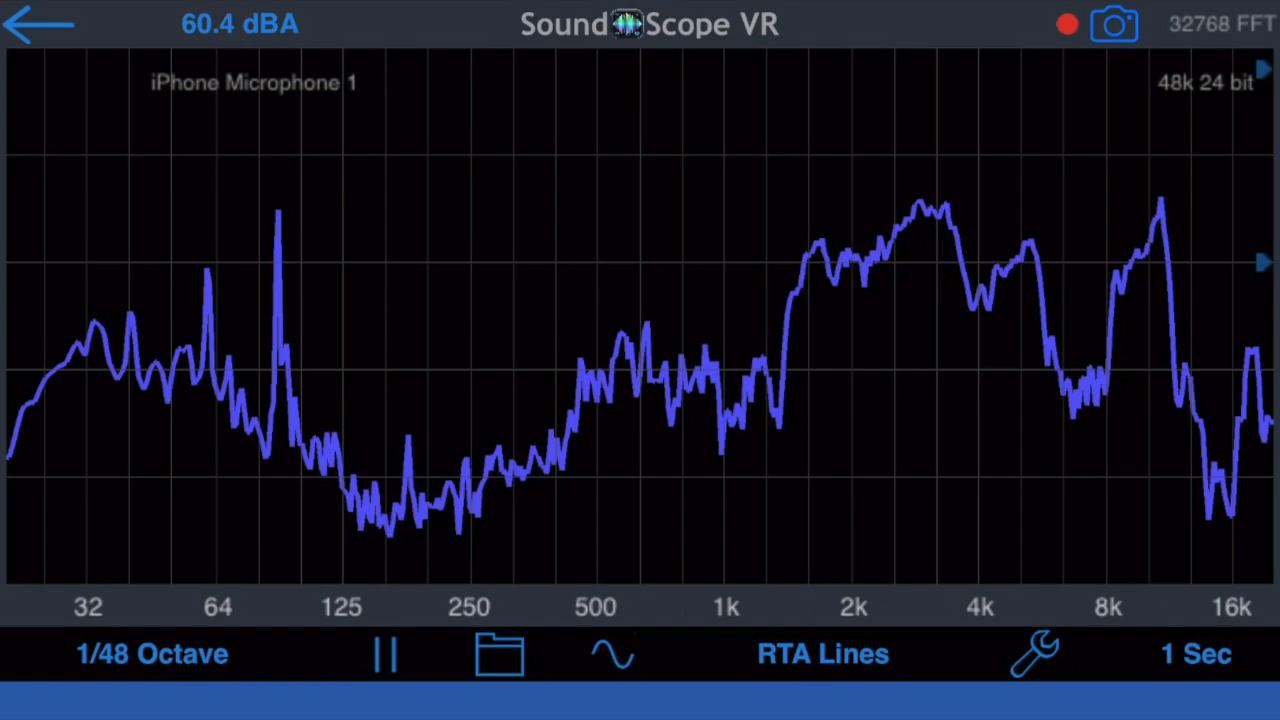 60.4 dBA
Sound Scope VR
32768 FFT
iPhone Microphone 1
48k 24 bit
32 64 125 250 500 1k 2k 4k 8k 16k
1/48 Octave
RTA Lines
1 Sec